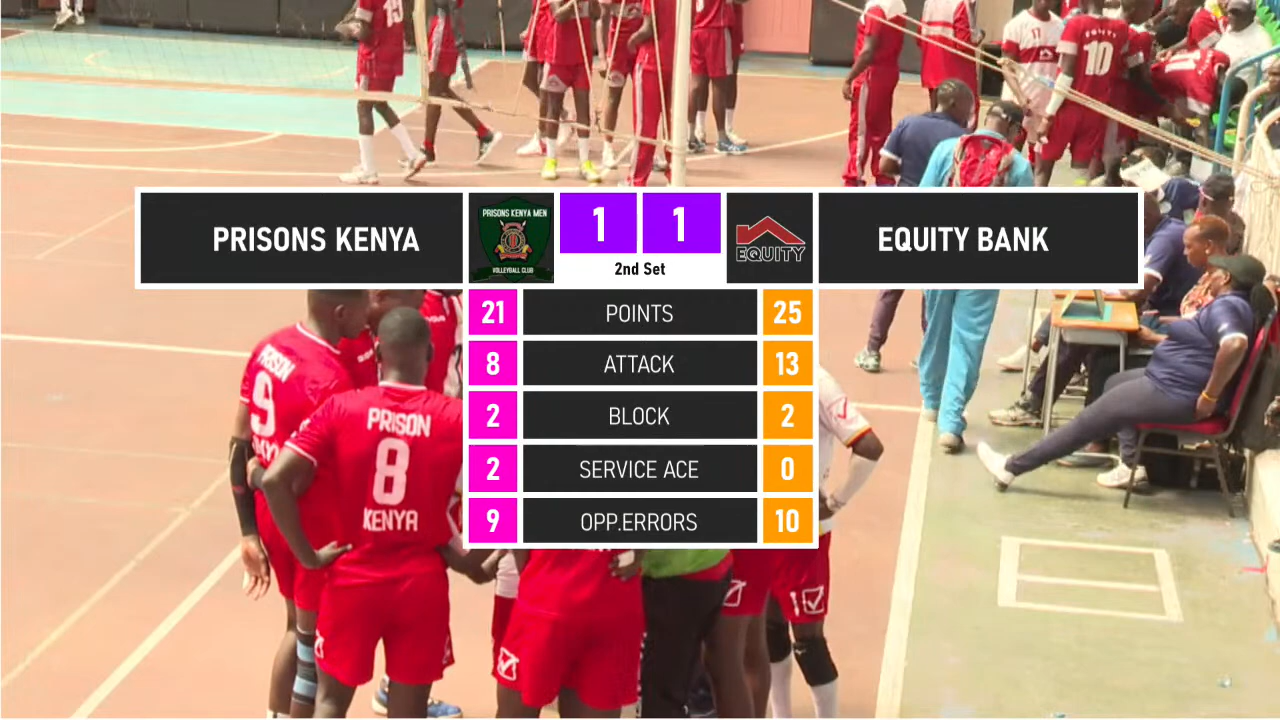 13
17
EQUITY
10
PRISONS KENYA
PRISONS KENYA MEN
VOLLEYBALL CLUB
1
1
2nd Set
EQUITY
EQUITY BANK
21 POINTS 25
8 ATTACK 13
2 BLOCK 2
2 SERVICE ACE 0
9 OPP.ERRORS 10
PRISON
9
PRISON
8
KENYA